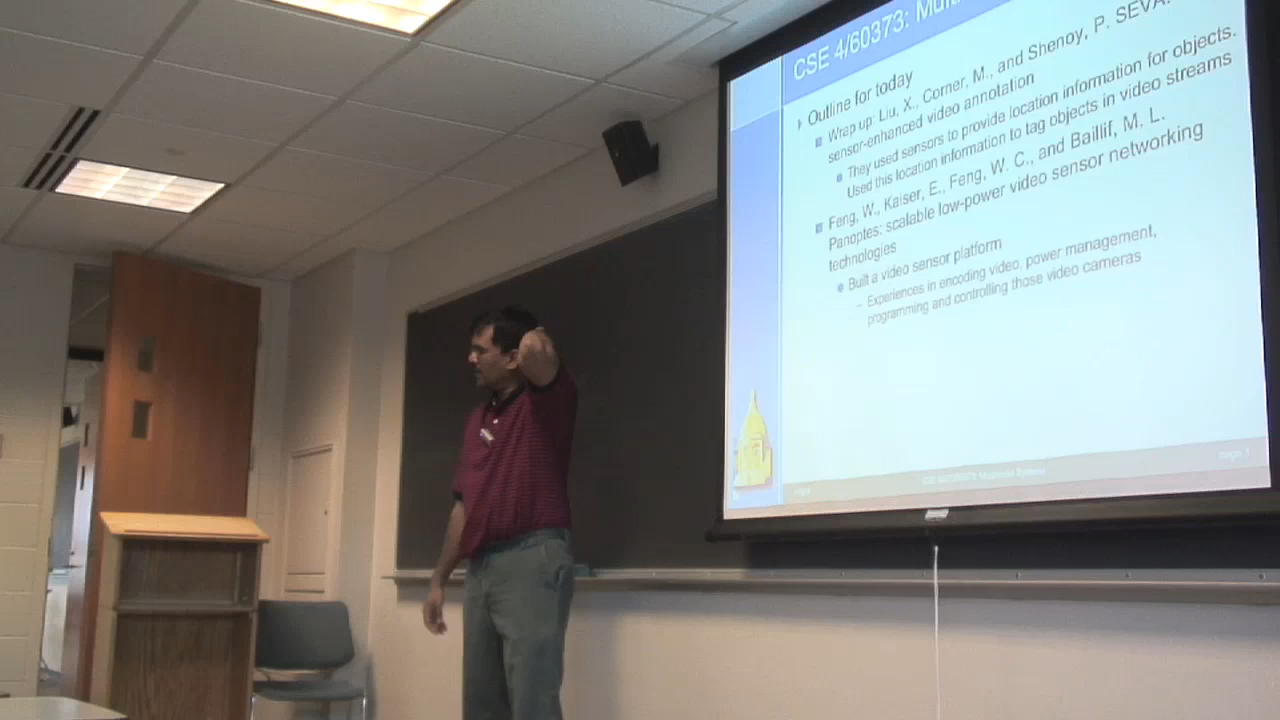 CSE 4/60373: Mult
Outline for today
Wrap up: Liu, X., Corner, M., and Shenoy, P. SEVA:
sensor-enhanced video annotation
They used sensors to provide location information for objects.
Used this location information to tag objects in video streams
Feng, W., Kaiser, E., Feng, W. C., and Baillif, M. L.
Panoptes: scalable low-power video sensor networking
technologies
Built a video sensor platform
– Experiences in encoding video, power management,
programming and controlling those video cameras